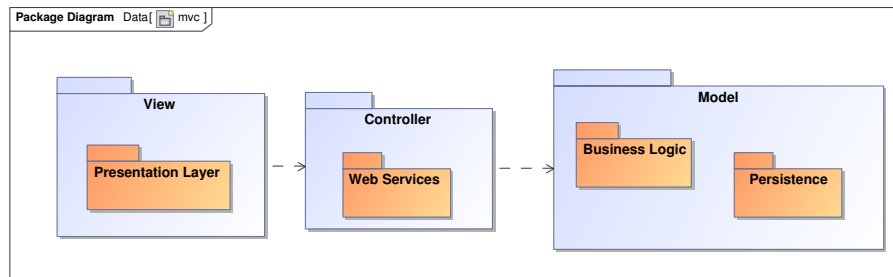 Package Diagram Data[ mvc ]
View
Presentation Layer
Controller
Web Services
Model
Business Logic
Persistence